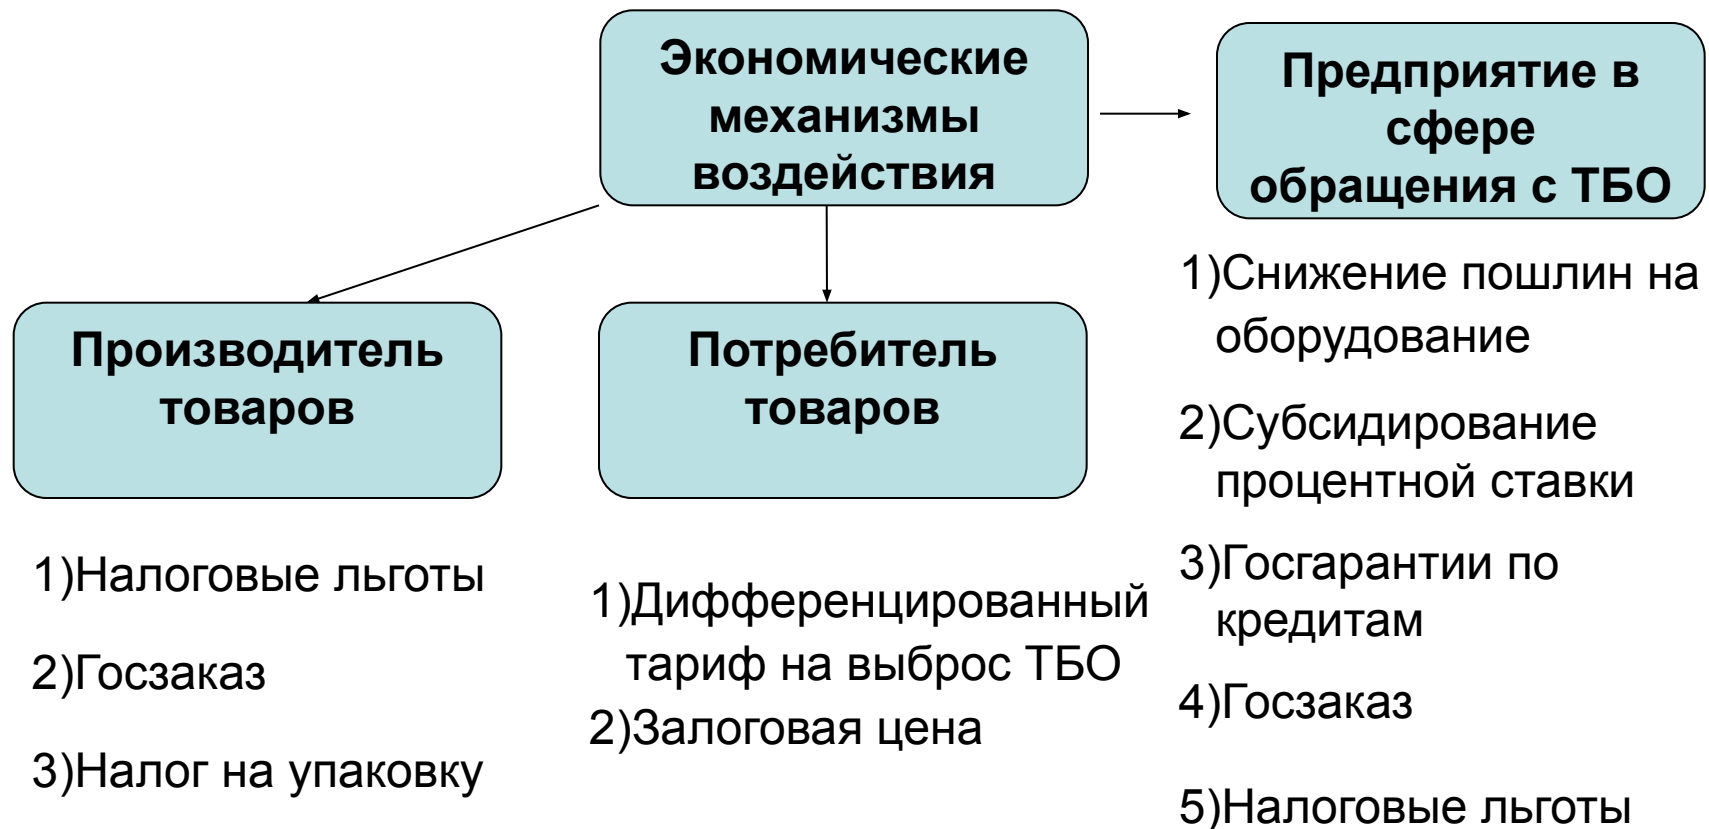 Экономические
механизмы
воздействия
Предприятие в
сфере
обращения с ТБО
Производитель
товаров
Потребитель
товаров
1)Налоговые льготы
2)Госзаказ
3)Налог на упаковку
1)Дифференцированный
тариф на выброс ТБО
2)Залоговая цена
1)Снижение пошлин на
оборудование
2)Субсидирование
процентной ставки
3)Госгарантии по
кредитам
4)Госзаказ
5)Налоговые льготы